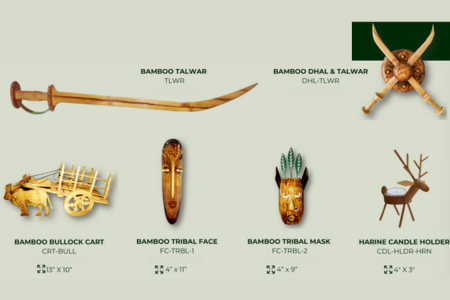 BAMBOO TALWAR
TLWR
BAMBOO DHAL & TALWAR
DHL-TLWR
BAMBOO BULLOCK CART
CRT-BULL
13" X 10"
BAMBOO TRIBAL FACE
FC-TRBL-1
4" x 11"
BAMBOO TRIBAL MASK
FC-TRBL-2
4" x 9"
HARINE CANDLE HOLDER
CDL-HLDR-HRN
4" X 3"